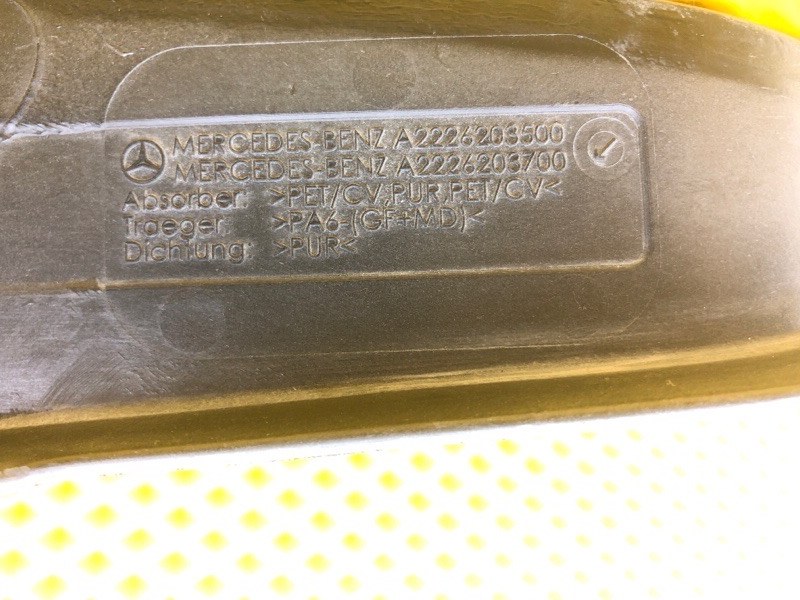 MERCEDES-BENZ A2226203500
MERCEDES-BENZ A2226203700
Absorber: >PET/CV,PUR,PET/CV<
Traeger: >PA6-(GF+MD)<
Dichtung: >PUR<